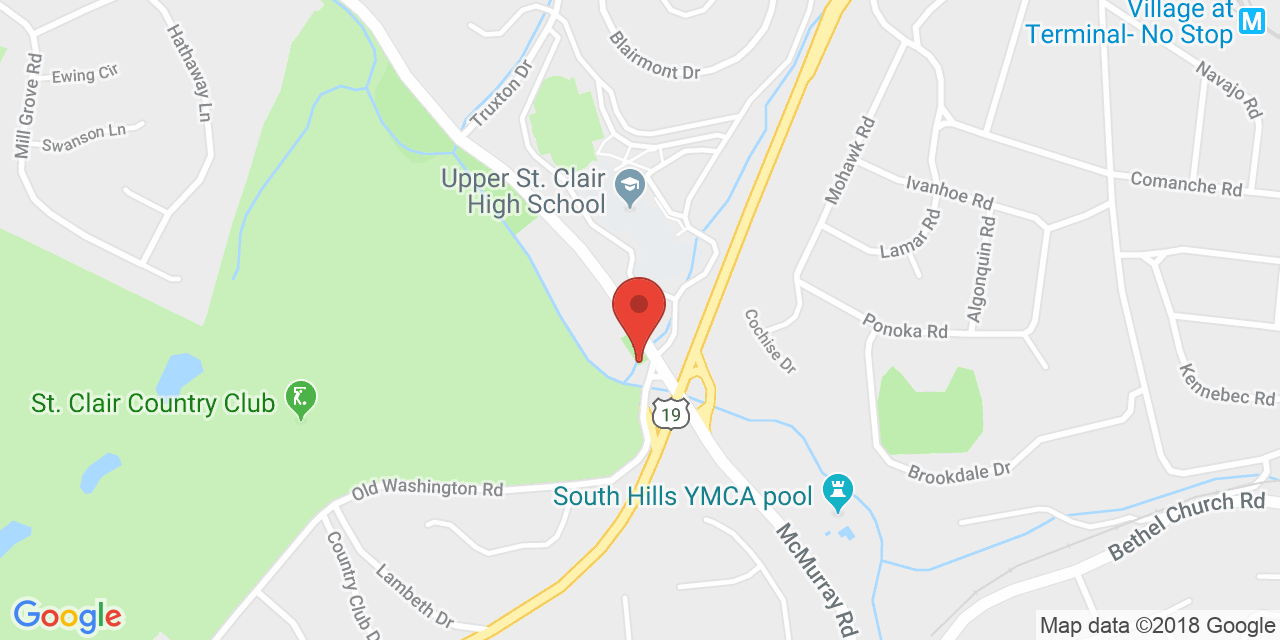 Village at
Terminal- No Stop
M
Mill Grove Rd
Ewing Cir
Hathaway Ln
Swanson Ln
Truxton Dr
Blairmont Dr
Navajo Rd
Upper St. Clair
High School
Mohawk Rd
Ivanhoe Rd
Comanche Rd
Lamar Rd
Algonquin Rd
Cochise Dr
Ponoka Rd
Kennebec Rd
St. Clair Country Club
19
Brookdale Dr
Old Washington Rd
South Hills YMCA pool
McMurray Rd
Bethel Church Rd
Country Club D
Lambeth Dr
Google
Map data ©2018 Google